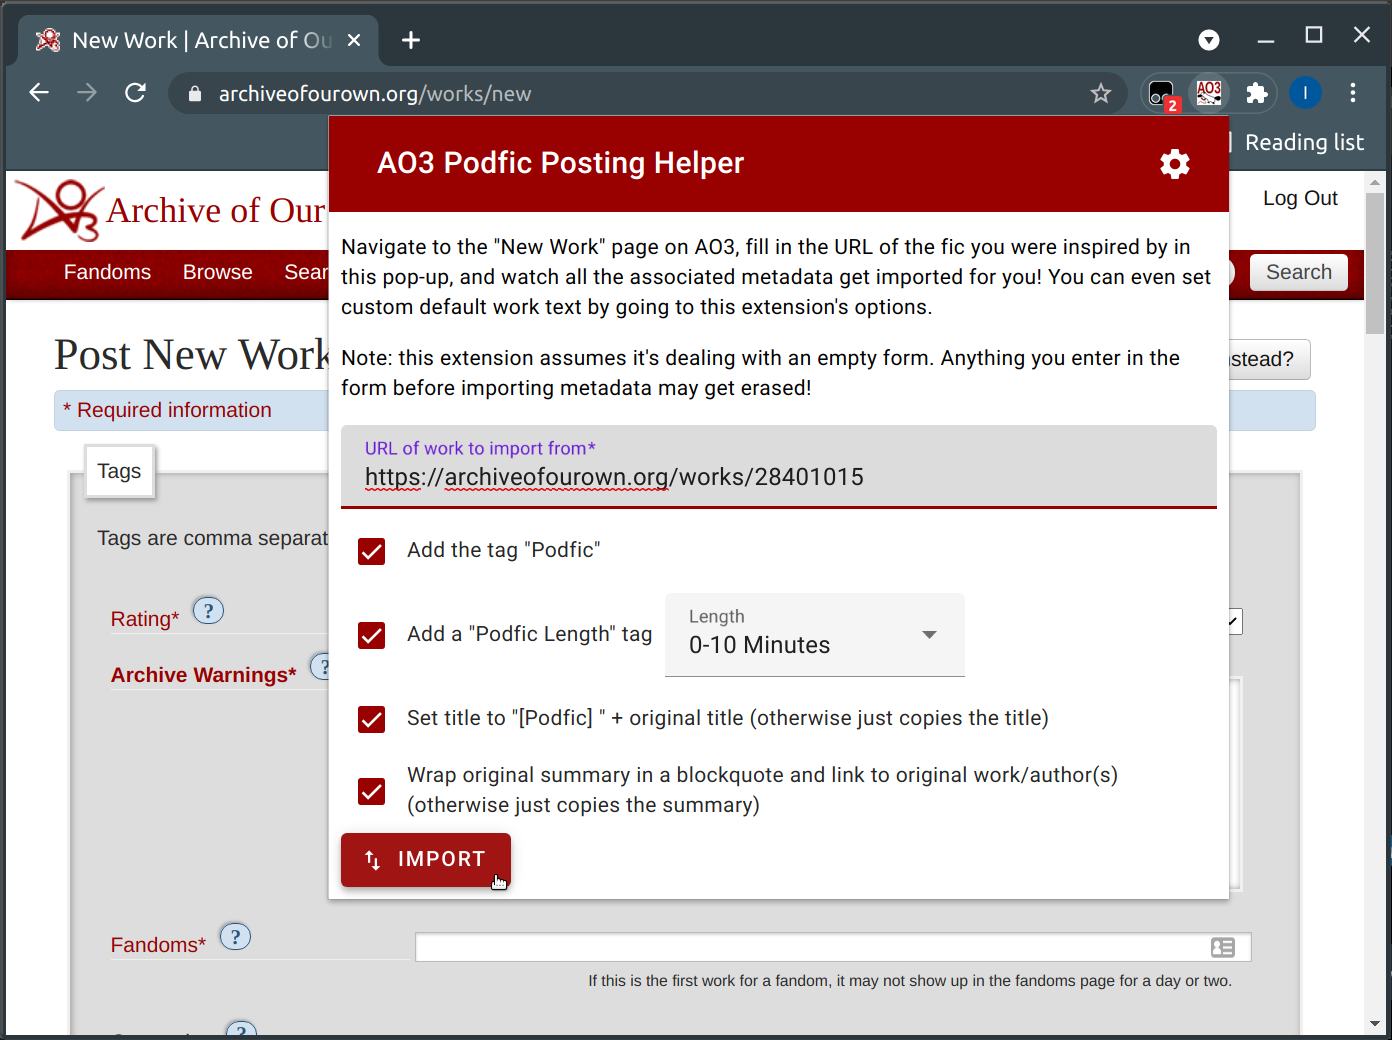 New Work | Archive of Ou
archiveofourown.org/works/new
2
AO3
I
Reading list
AO3 Podfic Posting Helper
Archive of Our
Log Out
Fandoms Browse Sear
Search
Navigate to the "New Work" page on AO3, fill in the URL of the fic you were inspired by in
this pop-up, and watch all the associated metadata get imported for you! You can even set
custom default work text by going to this extension's options.
Post New Work
nstead?
Note: this extension assumes it's dealing with an empty form. Anything you enter in the
form before importing metadata may get erased!
* Required information
URL of work to import from*
https://archiveofourown.org/works/28401015
Tags
Tags are comma separat
Add the tag "Podfic"
Rating* ?
Add a "Podfic Length" tag
Length
0-10 Minutes
Archive Warnings* ?
Set title to "[Podfic] " + original title (otherwise just copies the title)
Wrap original summary in a blockquote and link to original work/author(s)
(otherwise just copies the summary)
IMPORT
Fandoms* ?
If this is the first work for a fandom, it may not show up in the fandoms page for a day or two.
?